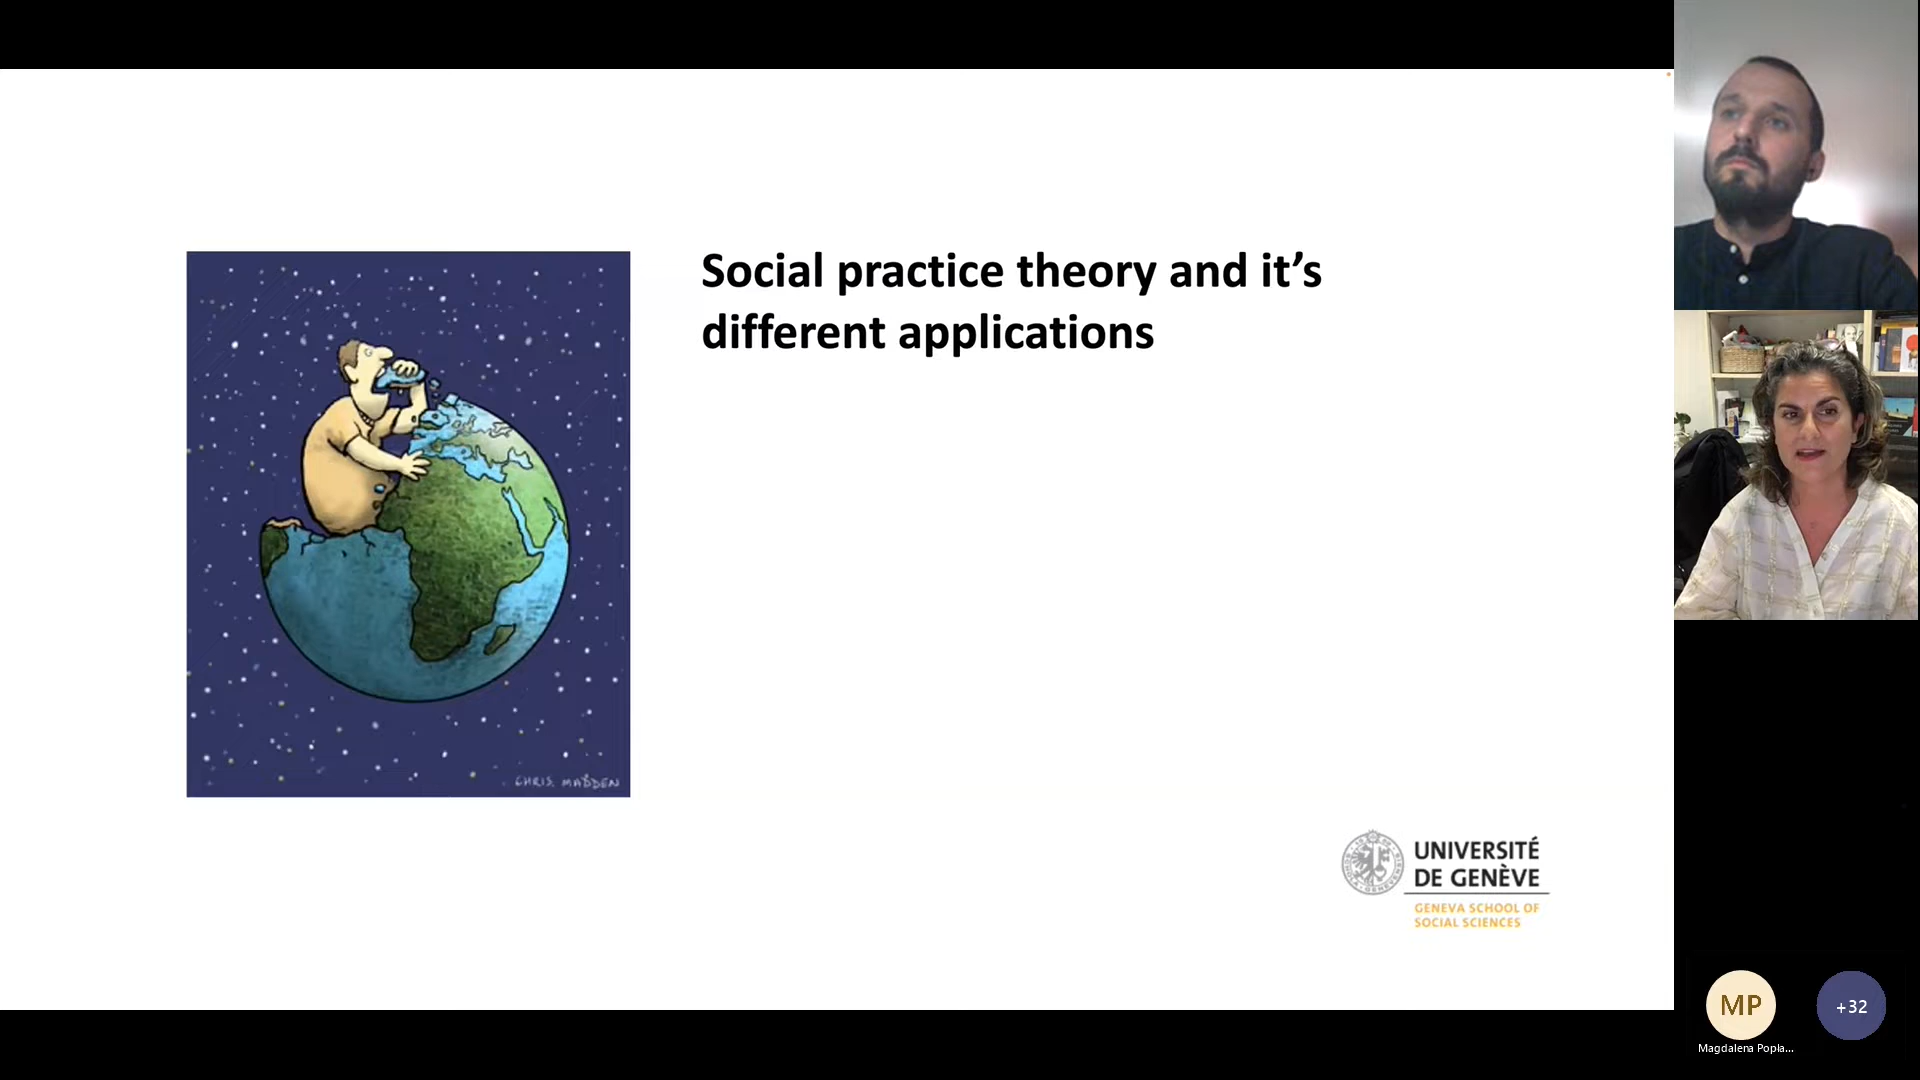 Social practice theory and it’s
different applications
CHRIS. MADDEN
UNIVERSITÉ
DE GENÈVE
GENEVA SCHOOL OF
SOCIAL SCIENCES
MP
+32
Magdalena Popła...